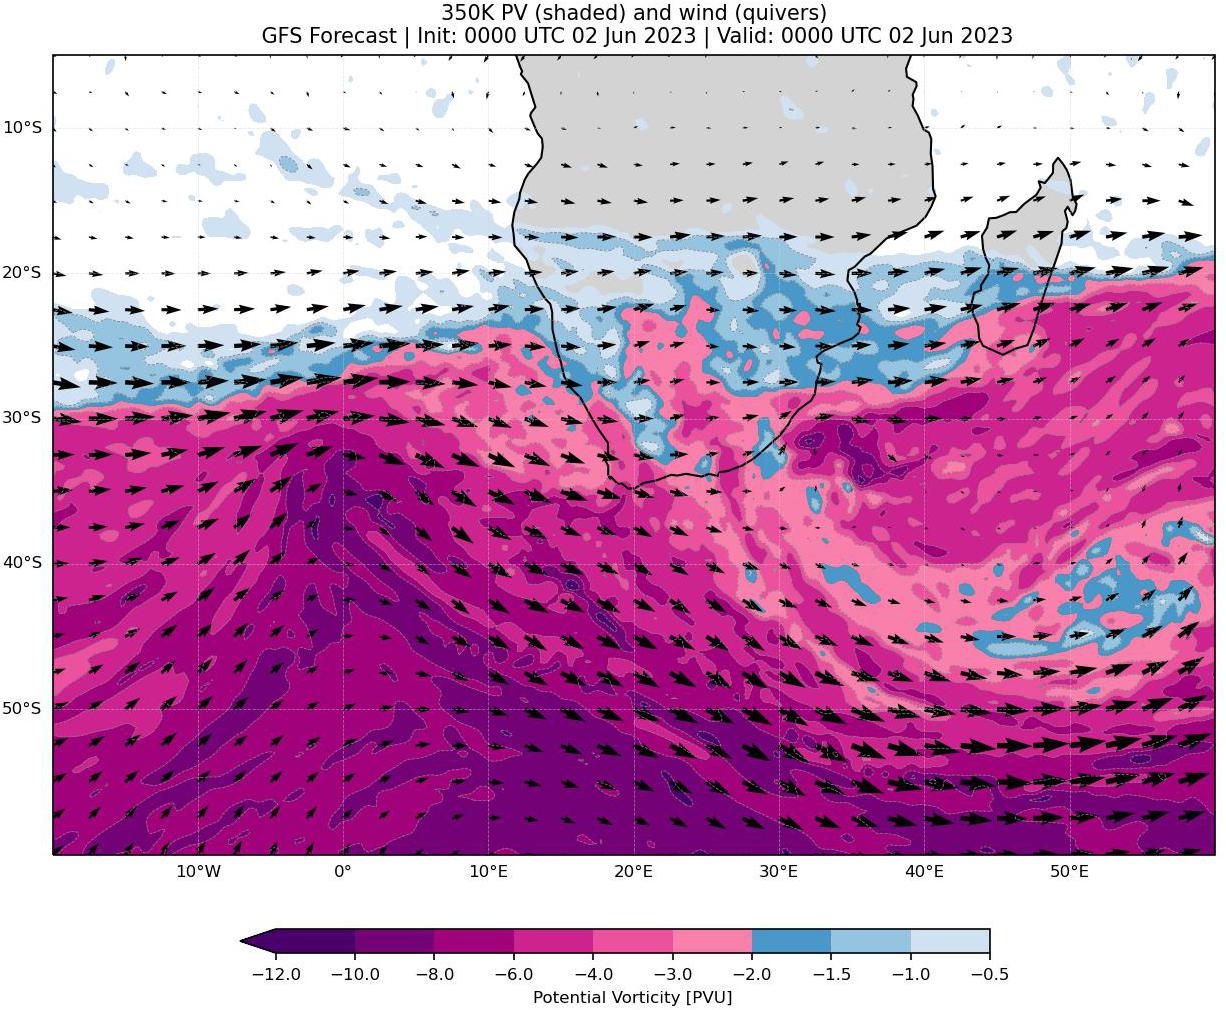 350K PV (shaded) and wind (quivers)
GFS Forecast | Init: 0000 UTC 02 Jun 2023 | Valid: 0000 UTC 02 Jun 2023
10°S
20°S
30°S
40°S
50°S
10°W 0° 10°E 20°E 30°E 40°E 50°E
−12.0 −10.0 −8.0 −6.0 −4.0 −3.0 −2.0 −1.5 −1.0 −0.5
Potential Vorticity [PVU]